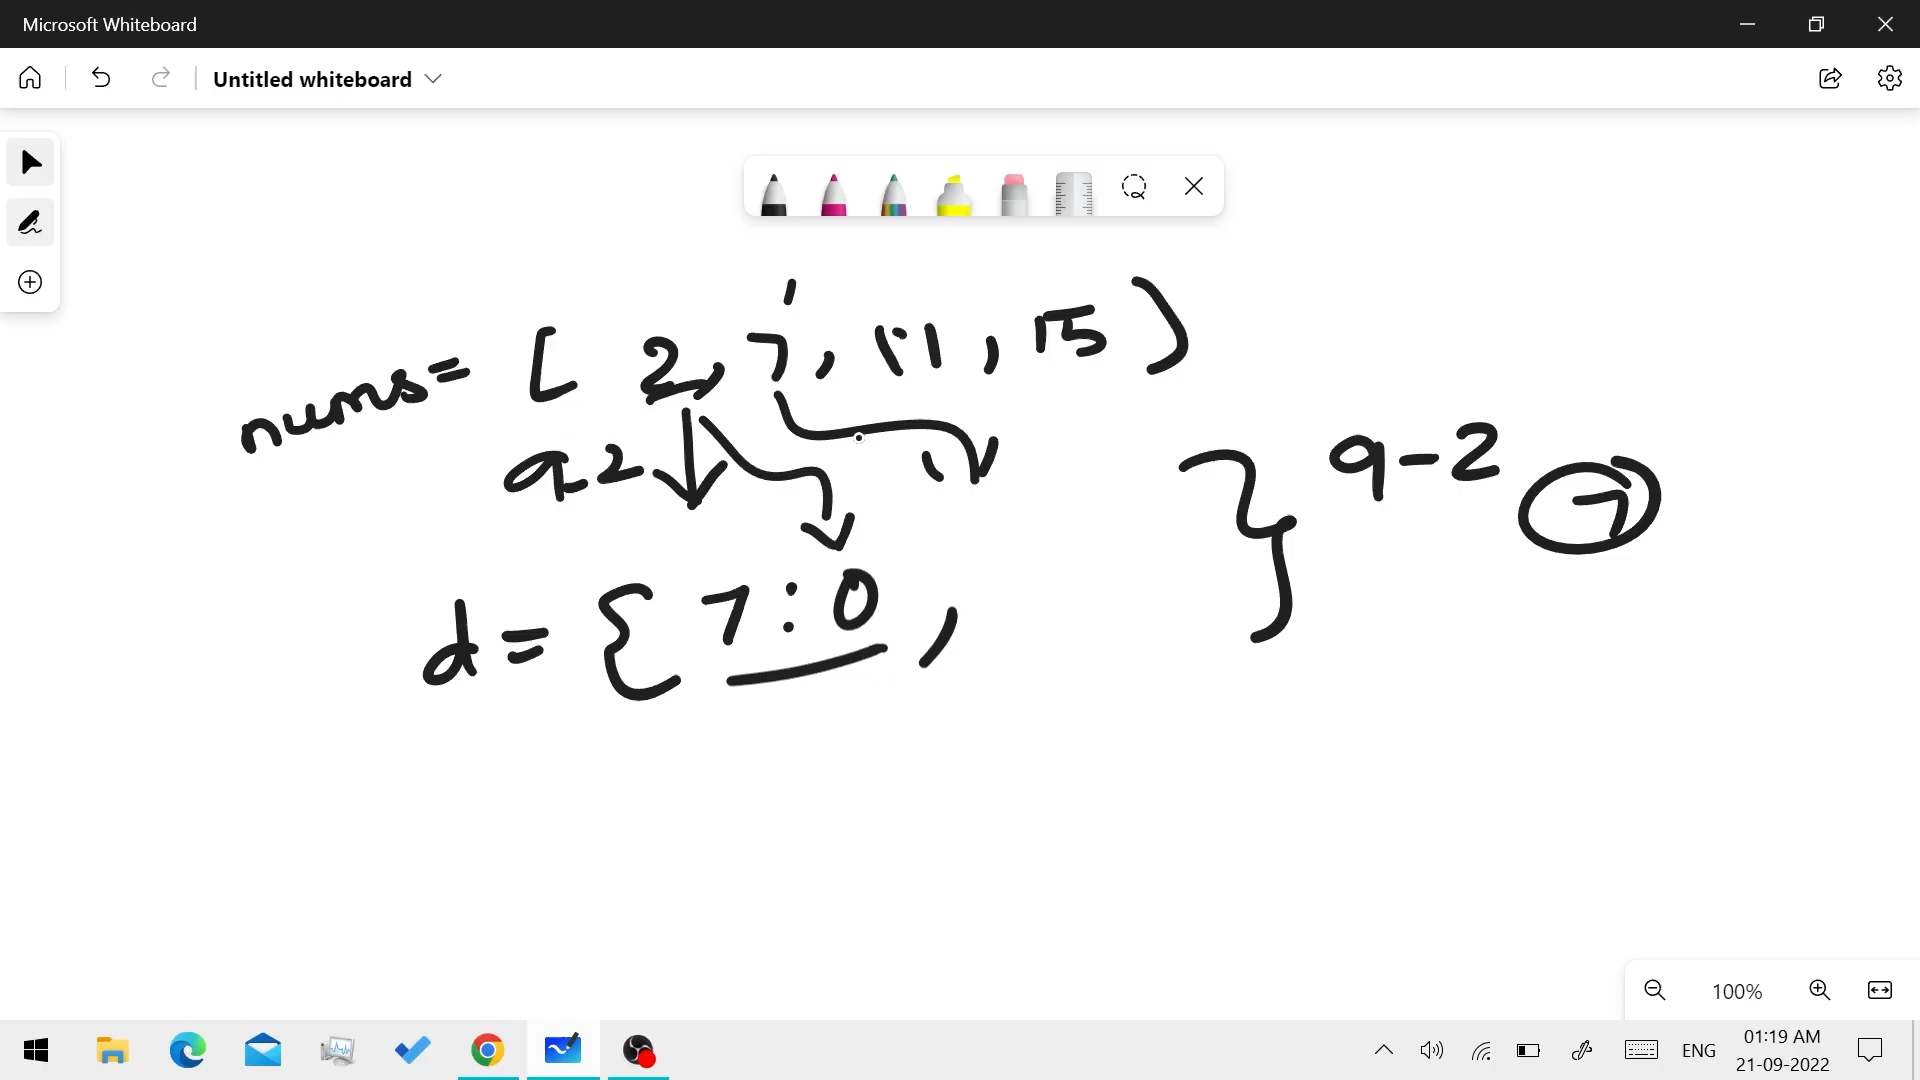 Microsoft Whiteboard
Untitled whiteboard
nums= [ 2, 7, 11, 15 )
9-2
9-2
7
d = { 7 : 0 , }
100%
ENG
01:19 AM
21-09-2022